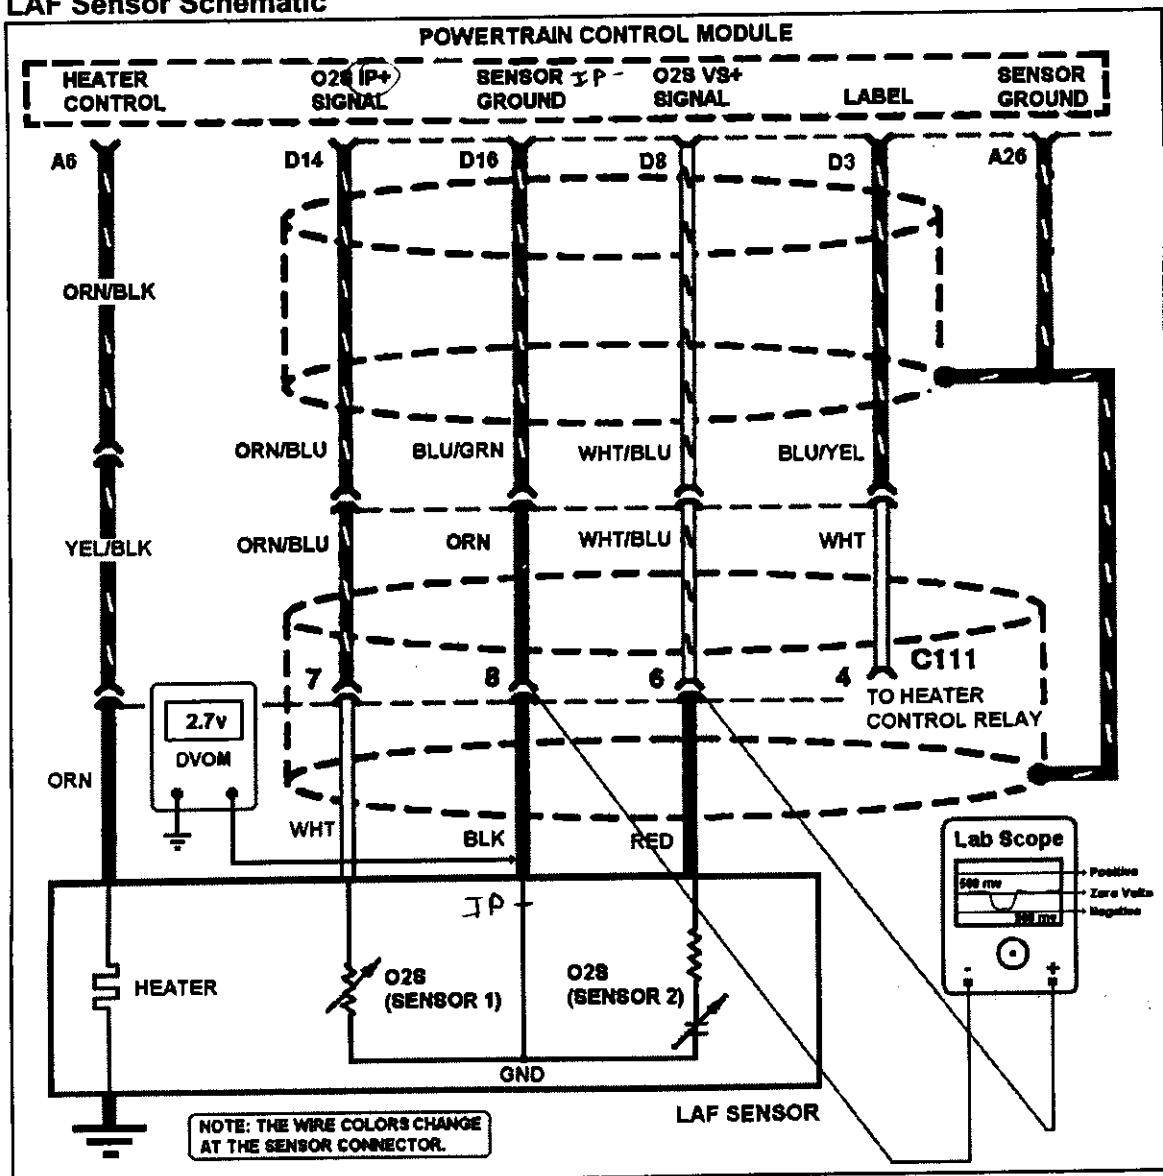 LAF Sensor Schematic
POWERTRAIN CONTROL MODULE
HEATER CONTROL
O2S IP+ SIGNAL
SENSOR IP- GROUND
O2S VS+ SIGNAL
LABEL
SENSOR GROUND
A6
D14
D16
D8
D3
A26
ORN/BLK
ORN/BLU
BLU/GRN
WHT/BLU
BLU/YEL
YEL/BLK
ORN/BLU
ORN
WHT/BLU
WHT
7
8
6
4
C111
TO HEATER
CONTROL RELAY
2.7v
DVOM
ORN
WHT
BLK
RED
Lab Scope
Positive
500 mv
Zero Volts
Negative
- +
IP -
HEATER
O2S
(SENSOR 1)
O2S
(SENSOR 2)
GND
LAF SENSOR
NOTE: THE WIRE COLORS CHANGE
AT THE SENSOR CONNECTOR.